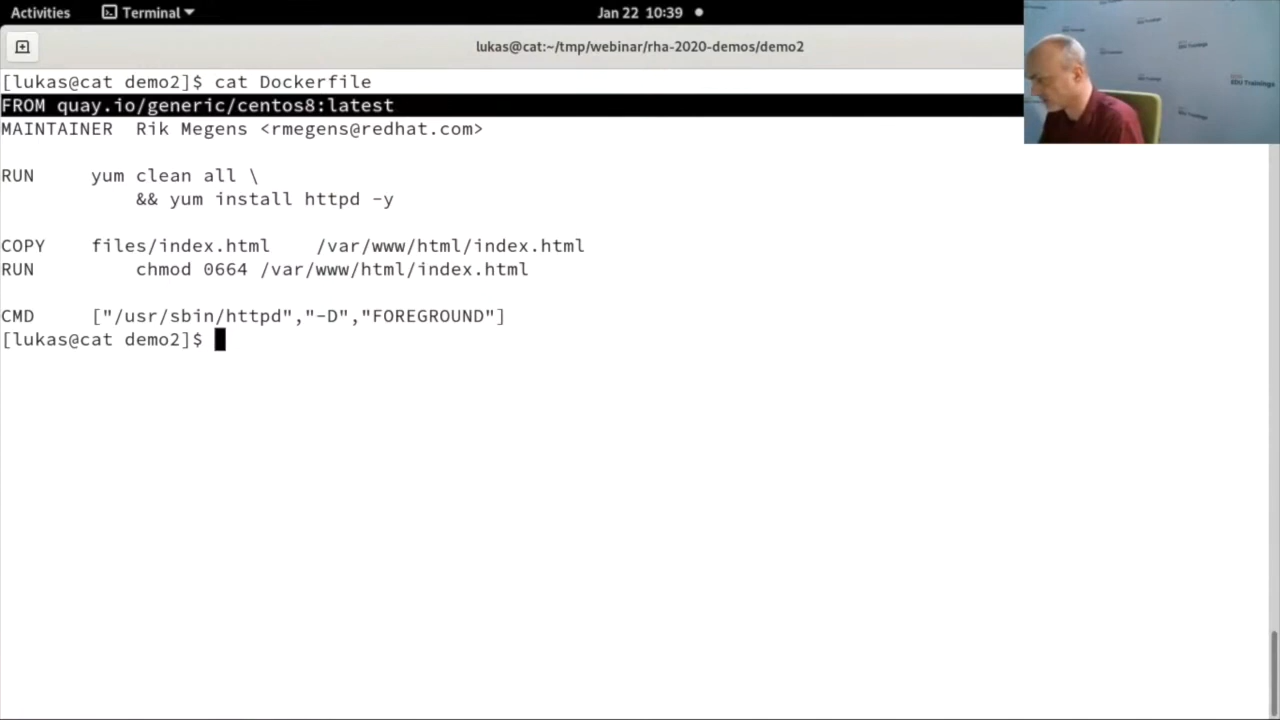 Activities Terminal Jan 22 10:39
lukas@cat:~/tmp/webinar/rha-2020-demos/demo2
[lukas@cat demo2]$ cat Dockerfile
FROM quay.io/generic/centos8:latest
MAINTAINER  Rik Megens <rmegens@redhat.com>
RUN     yum clean all \
            && yum install httpd -y
COPY    files/index.html    /var/www/html/index.html
RUN         chmod 0664 /var/www/html/index.html
CMD     ["/usr/sbin/httpd","-D","FOREGROUND"]
[lukas@cat demo2]$
EDU Trainings